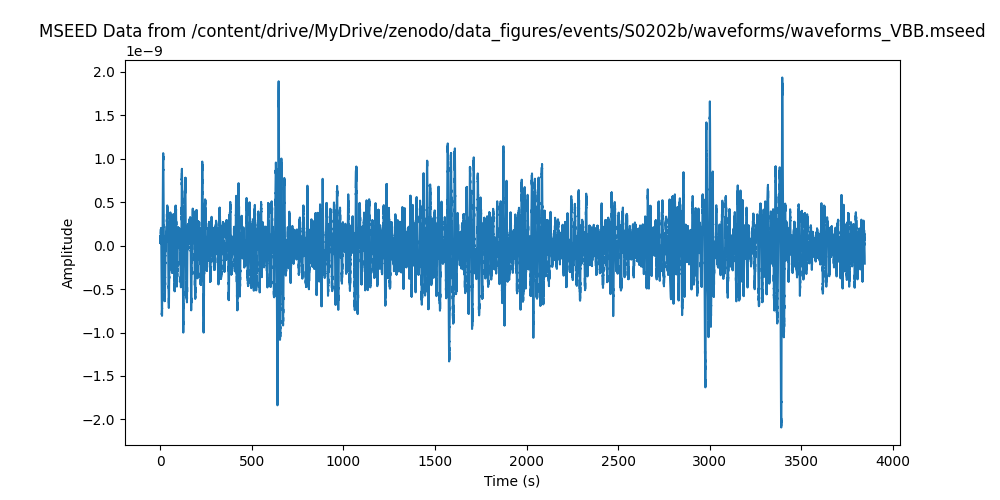 MSEED Data from /content/drive/MyDrive/zenodo/data_figures/events/S0202b/waveforms/waveforms_VBB.mseed
1e−9
2.0
1.5
1.0
0.5
0.0
−0.5
−1.0
−1.5
−2.0
Amplitude
0 500 1000 1500 2000 2500 3000 3500 4000
Time (s)